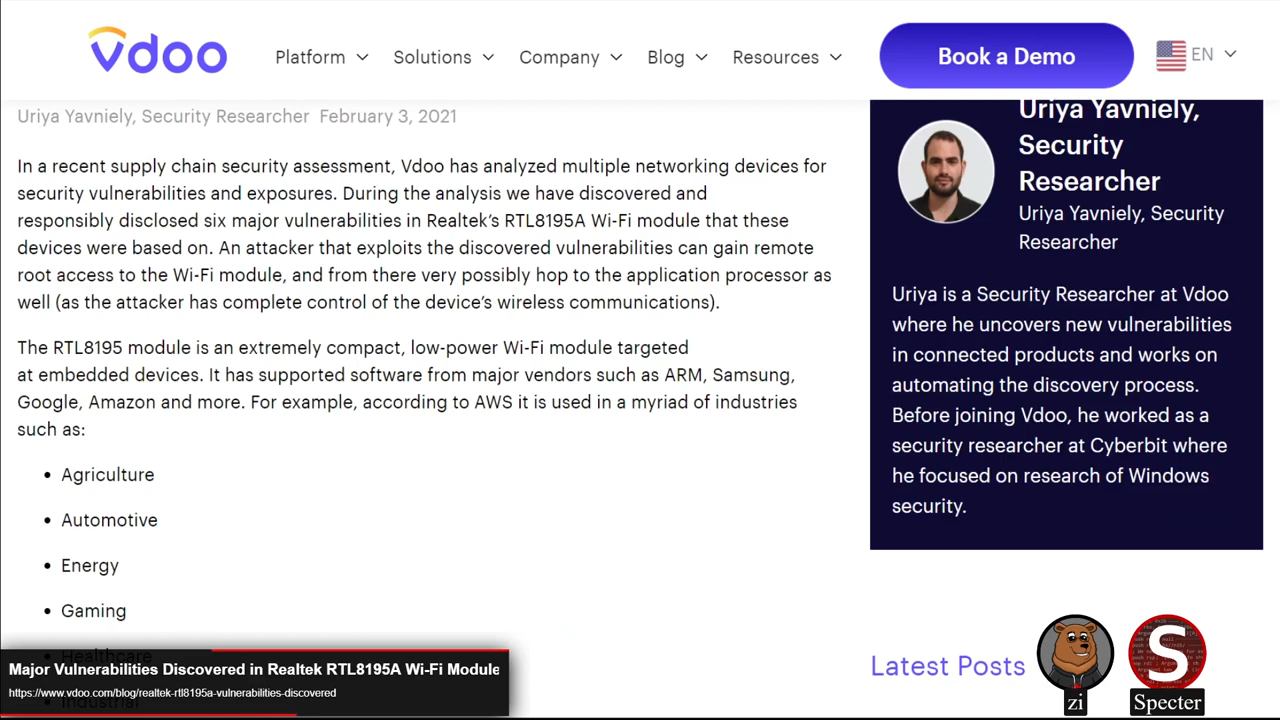 vdoo
Platform
Solutions
Company
Blog
Resources
Book a Demo
EN
Uriya Yavniely, Security Researcher February 3, 2021
In a recent supply chain security assessment, Vdoo has analyzed multiple networking devices for
security vulnerabilities and exposures. During the analysis we have discovered and
responsibly disclosed six major vulnerabilities in Realtek’s RTL8195A Wi-Fi module that these
devices were based on. An attacker that exploits the discovered vulnerabilities can gain remote
root access to the Wi-Fi module, and from there very possibly hop to the application processor as
well (as the attacker has complete control of the device’s wireless communications).
The RTL8195 module is an extremely compact, low-power Wi-Fi module targeted
at embedded devices. It has supported software from major vendors such as ARM, Samsung,
Google, Amazon and more. For example, according to AWS it is used in a myriad of industries
such as:
• Agriculture
• Automotive
• Energy
• Gaming
Healthcare
Industrial
Major Vulnerabilities Discovered in Realtek RTL8195A Wi-Fi Module
https://www.vdoo.com/blog/realtek-rtl8195a-vulnerabilities-discovered
Uriya Yavniely,
Security
Researcher
Uriya Yavniely, Security
Researcher
Uriya is a Security Researcher at Vdoo
where he uncovers new vulnerabilities
in connected products and works on
automating the discovery process.
Before joining Vdoo, he worked as a
security researcher at Cyberbit where
he focused on research of Windows
security.
Latest Posts
zi
S
Specter